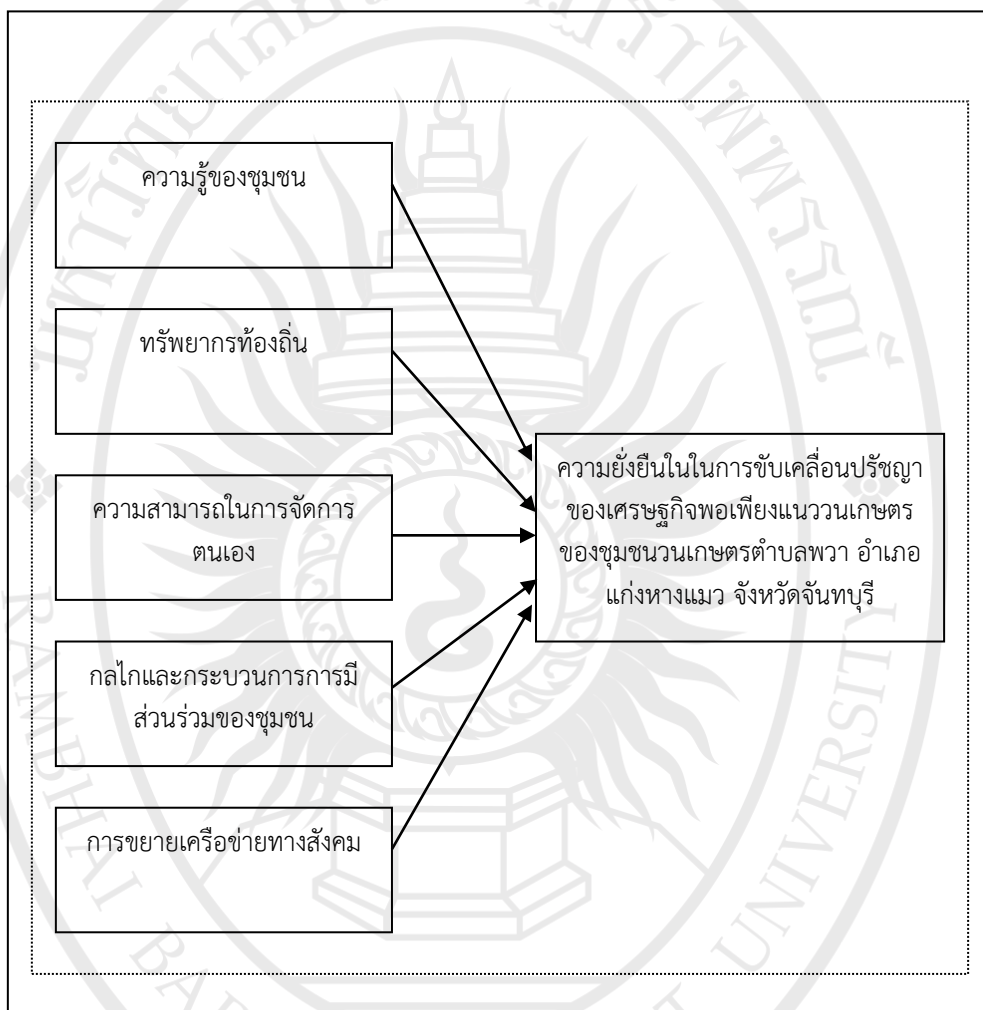 ความรู้ของชุมชน
ทรัพยากรท้องถิ่น
ความสามารถในการจัดการ
ตนเอง
กลไกและกระบวนการการมี
ส่วนร่วมของชุมชน
การขยายเครือข่ายทางสังคม
ความยั่งยืนในในการขับเคลื่อนปรัชญา
ของเศรษฐกิจพอเพียงแนววนเกษตร
ของชุมชนวนเกษตรตำบลพวา อำเภอ
แก่งหางแมว จังหวัดจันทบุรี
RAMBHAI
UNIVERSITY